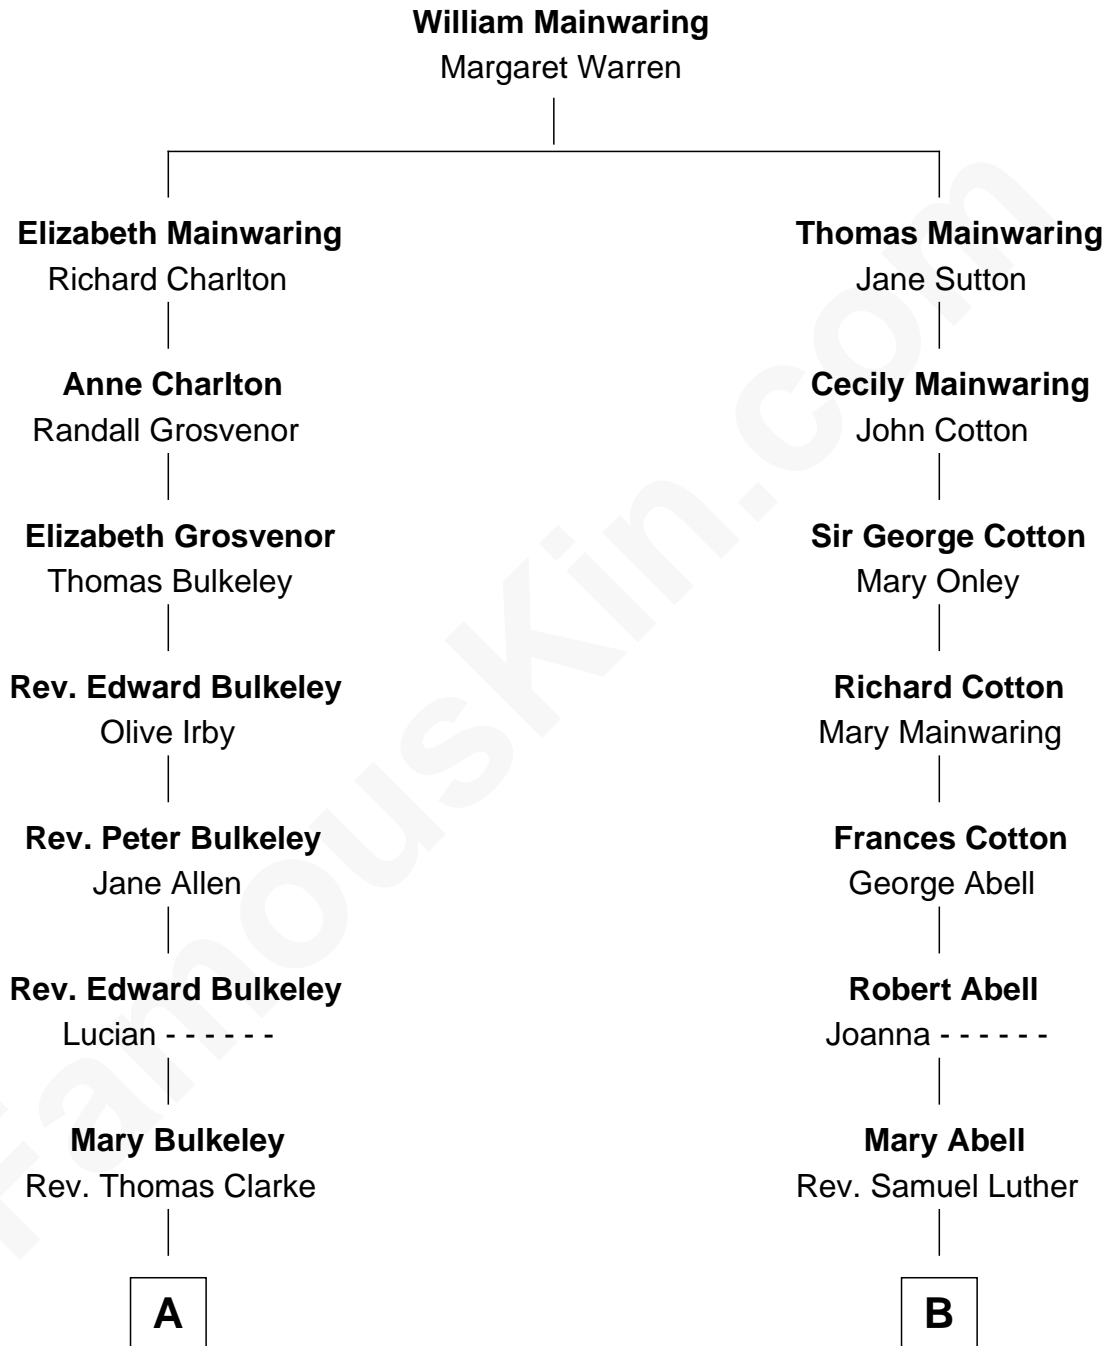 William Mainwaring
Margaret Warren
Elizabeth Mainwaring
Richard Charlton
Thomas Mainwaring
Jane Sutton
Anne Charlton
Randall Grosvenor
Cecily Mainwaring
John Cotton
Elizabeth Grosvenor
Thomas Bulkeley
Sir George Cotton
Mary Onley
Rev. Edward Bulkeley
Olive Irby
Richard Cotton
Mary Mainwaring
Rev. Peter Bulkeley
Jane Allen
Frances Cotton
George Abell
Rev. Edward Bulkeley
Lucian - - - - - -
Robert Abell
Joanna - - - - - -
Mary Bulkeley
Rev. Thomas Clarke
Mary Abell
Rev. Samuel Luther
A
B
FamousKin.com